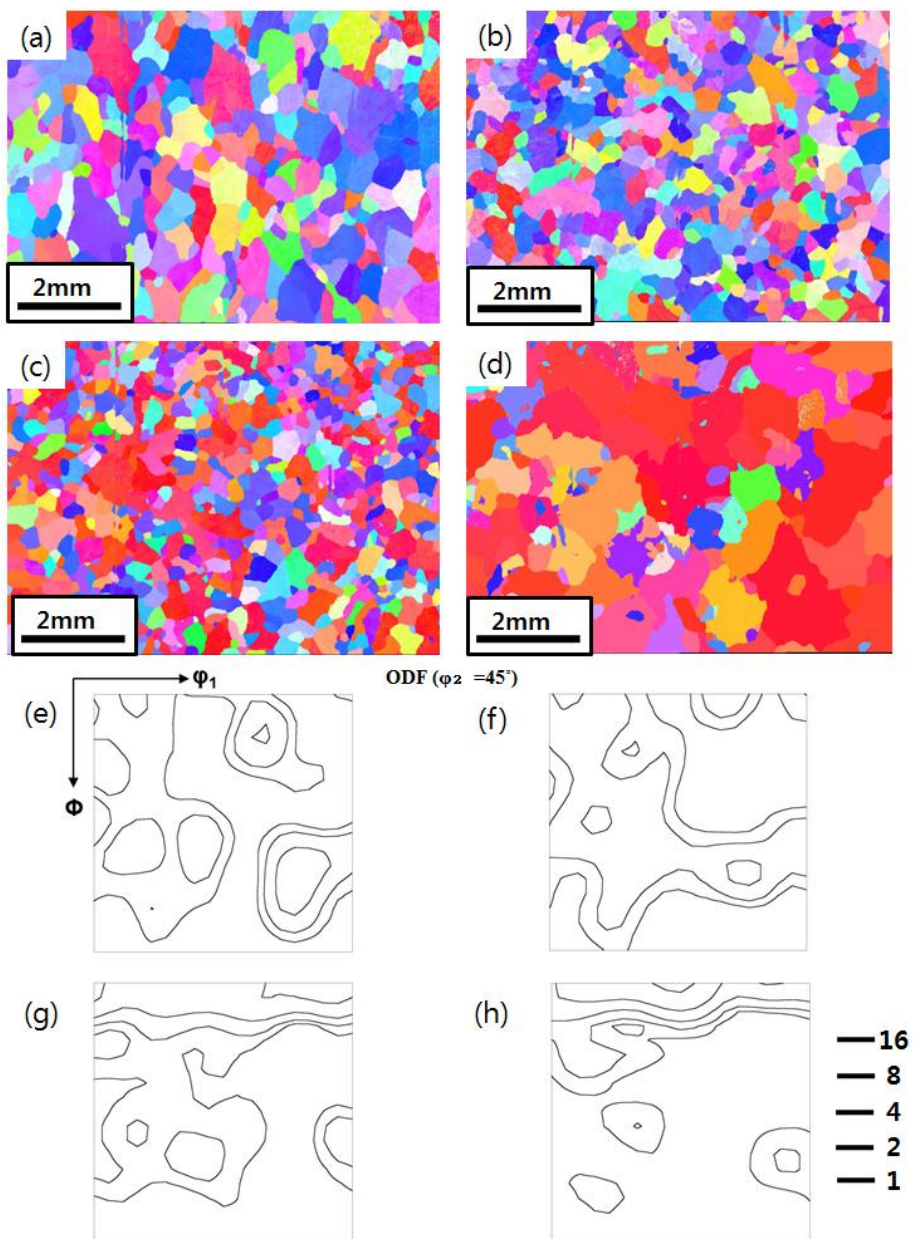 (a)
(b)
2mm
2mm
(c)
(d)
2mm
2mm
φ₁
ODF (φ₂ =45°)
(e)
(f)
Φ
(g)
(h)
16
8
4
2
1